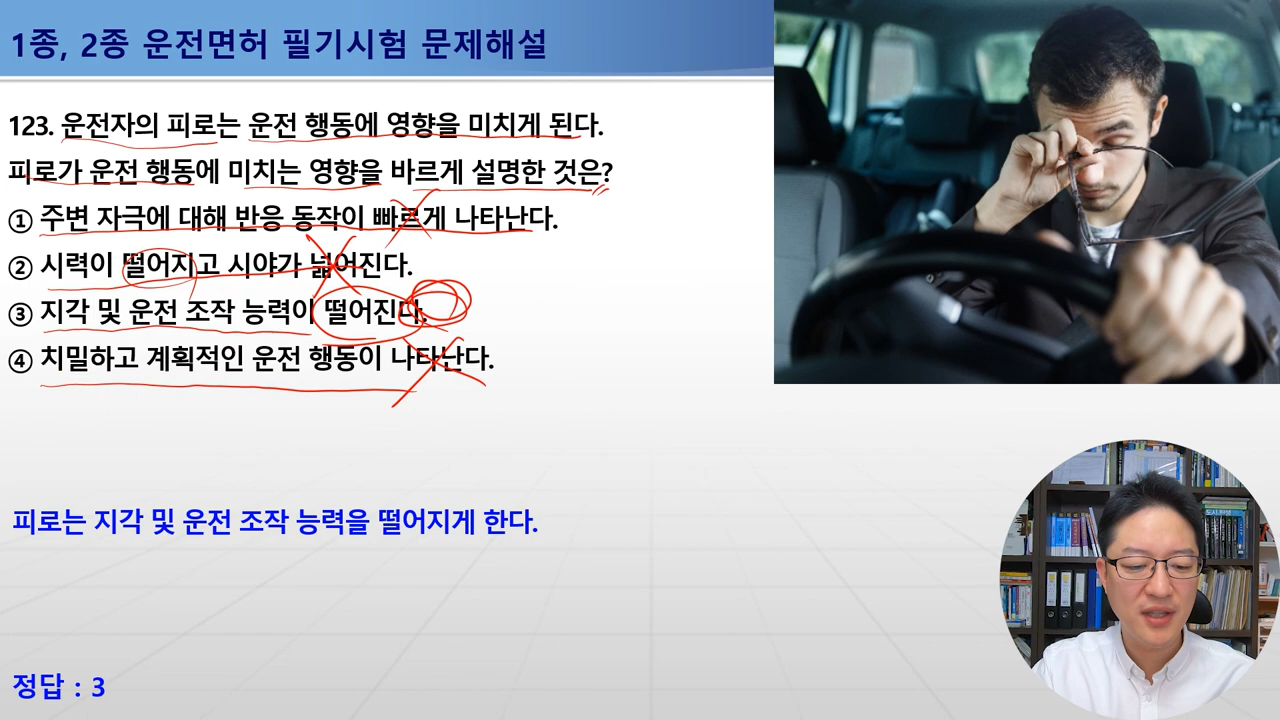 1종, 2종 운전면허 필기시험 문제해설
123. 운전자의 피로는 운전 행동에 영향을 미치게 된다.
피로가 운전 행동에 미치는 영향을 바르게 설명한 것은?
① 주변 자극에 대해 반응 동작이 빠르게 나타난다.
② 시력이 떨어지고 시야가 넓어진다.
③ 지각 및 운전 조작 능력이 떨어진다.
④ 치밀하고 계획적인 운전 행동이 나타난다.
피로는 지각 및 운전 조작 능력을 떨어지게 한다.
정답 : 3